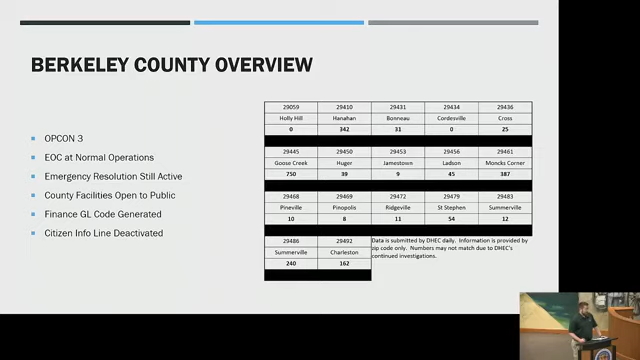 BERKELEY COUNTY OVERVIEW
OPCON 3
EOC at Normal Operations
Emergency Resolution Still Active
County Facilities Open to Public
Finance GL Code Generated
Citizen Info Line Deactivated
29059 29410 29431 29434 29436
Holly Hill Hanahan Bonneau Cordesville Cross
0 342 31 0 25
29445 29450 29453 29456 29461
Goose Creek Huger Jamestown Ladson Moncks Corner
750 39 9 45 387
29468 29469 29472 29479 29483
Pineville Pinopolis Ridgeville St Stephen Summerville
10 8 11 54 12
29486 29492
Summerville Charleston
240 162
Data is submitted by DHEC daily. Information is provided by
zip code only. Numbers may not match due to DHEC's
continued investigations.